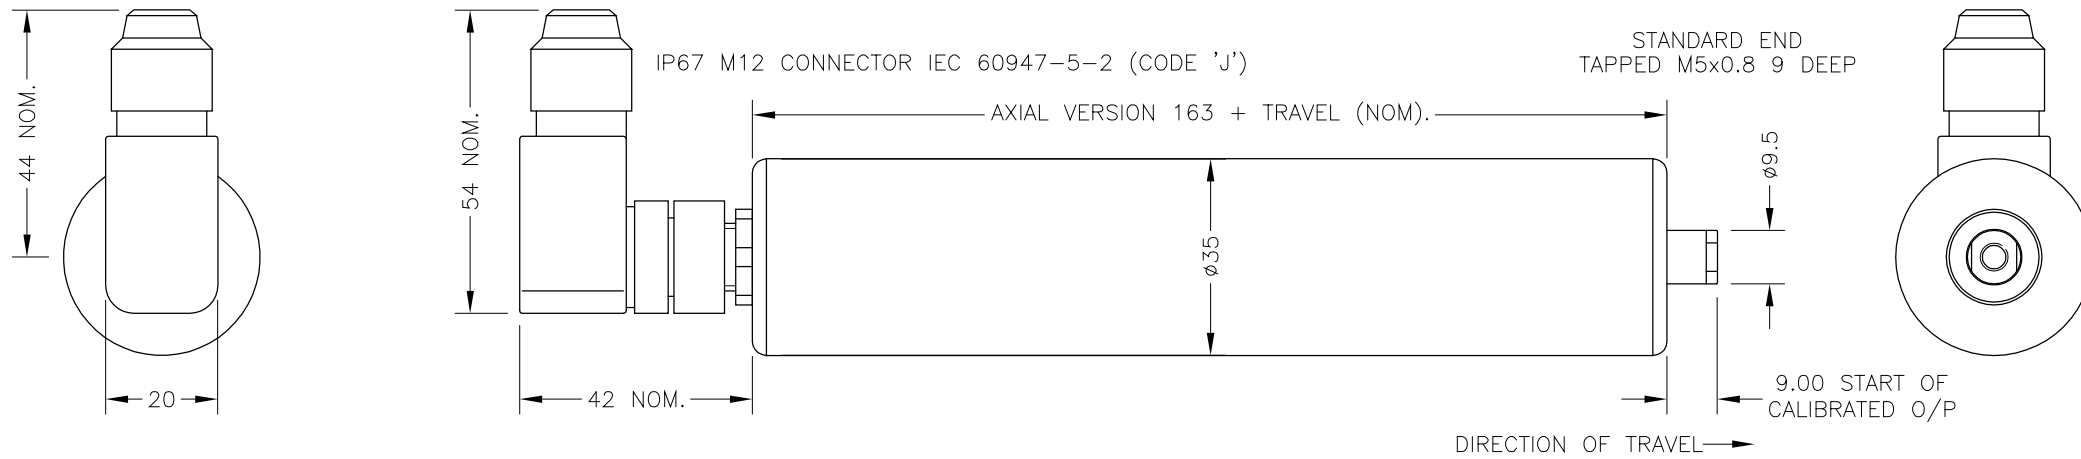 44 NOM.
20
54 NOM.
IP67 M12 CONNECTOR IEC 60947-5-2 (CODE 'J')
AXIAL VERSION 163 + TRAVEL (NOM).
STANDARD END
TAPPED M5x0.8 9 DEEP
ø9.5
ø35
42 NOM.
9.00 START OF
CALIBRATED O/P
DIRECTION OF TRAVEL